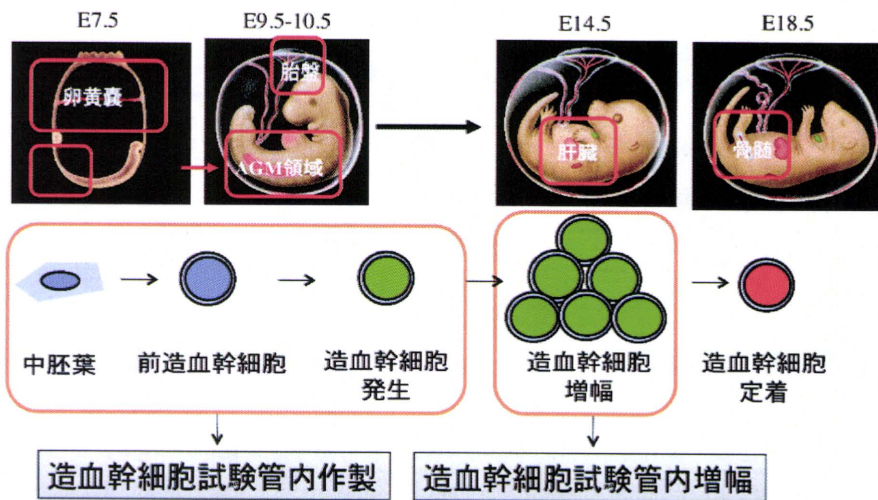 E7.5
E9.5-10.5
E14.5
E18.5
卵黄嚢
胎盤
AGM領域
肝臓
骨髄
中胚葉
前造血幹細胞
造血幹細胞
発生
造血幹細胞
増幅
造血幹細胞
定着
造血幹細胞試験管内作製
造血幹細胞試験管内増幅